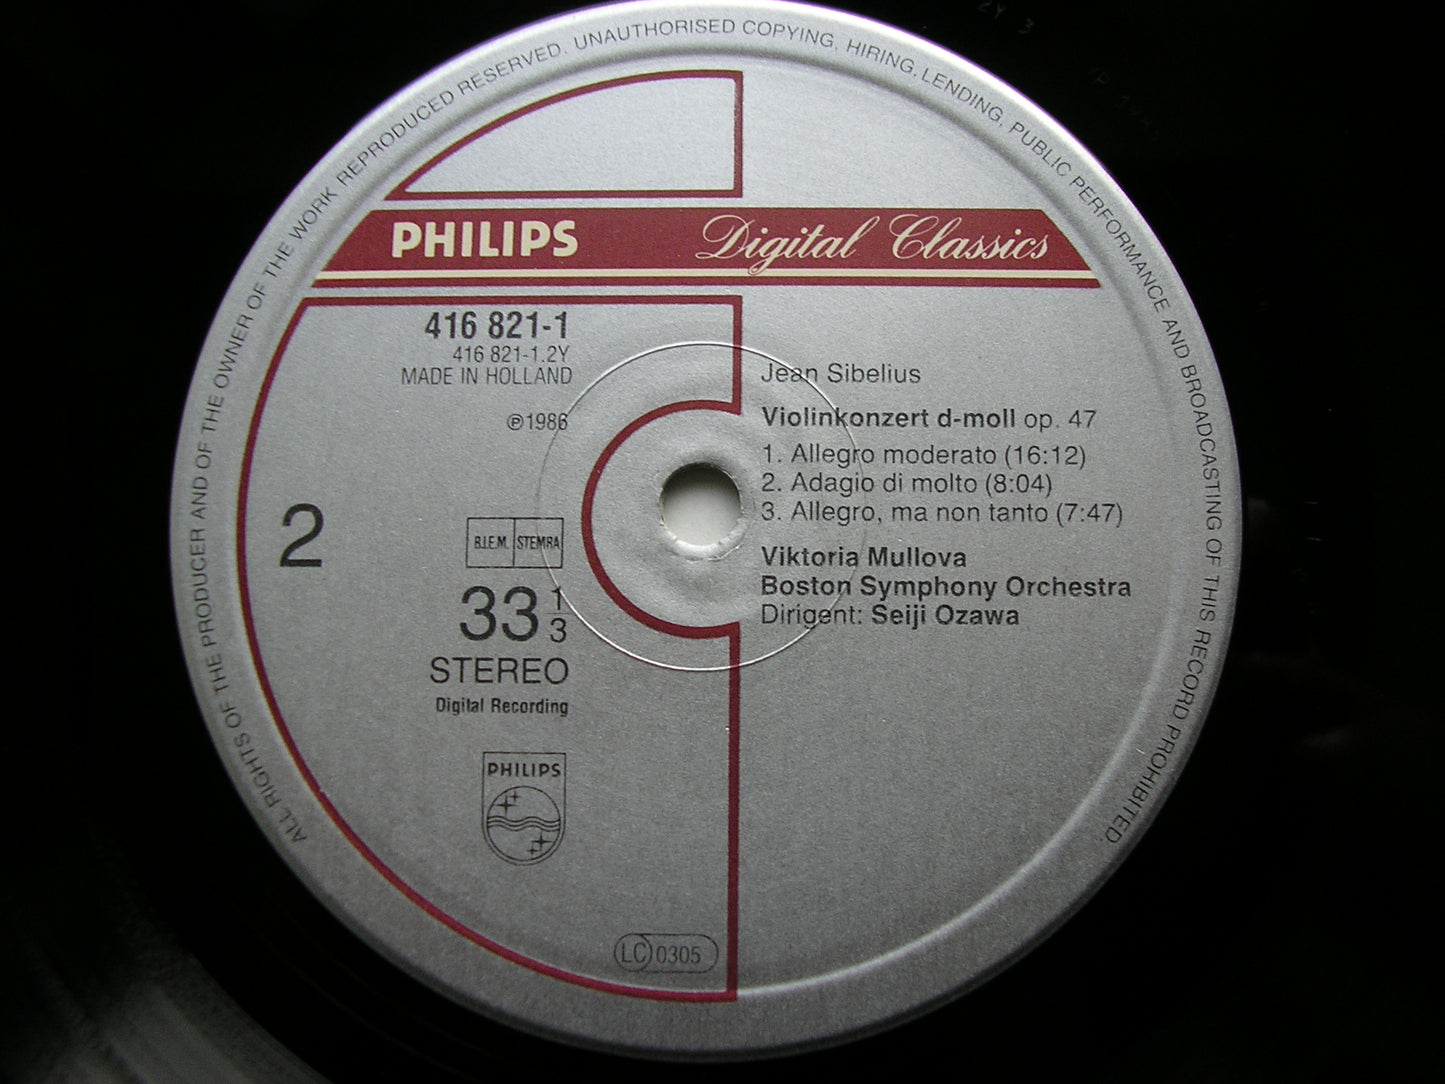 ALL RIGHTS OF THE PRODUCER AND OF THE OWNER OF THE WORK REPRODUCED RESERVED. UNAUTHORISED COPYING, HIRING, LENDING, PUBLIC PERFORMANCE AND BROADCASTING OF THIS RECORD PROHIBITED.
PHILIPS Digital Classics
416 821-1
416 821-1.2Y
MADE IN HOLLAND
℗1986
2
B.I.E.M. STEMRA
33 1/3
STEREO
Digital Recording
PHILIPS
LC 0305
Jean Sibelius
Violinkonzert d-moll op. 47
1. Allegro moderato (16:12)
2. Adagio di molto (8:04)
3. Allegro, ma non tanto (7:47)
Viktoria Mullova
Boston Symphony Orchestra
Dirigent: Seiji Ozawa